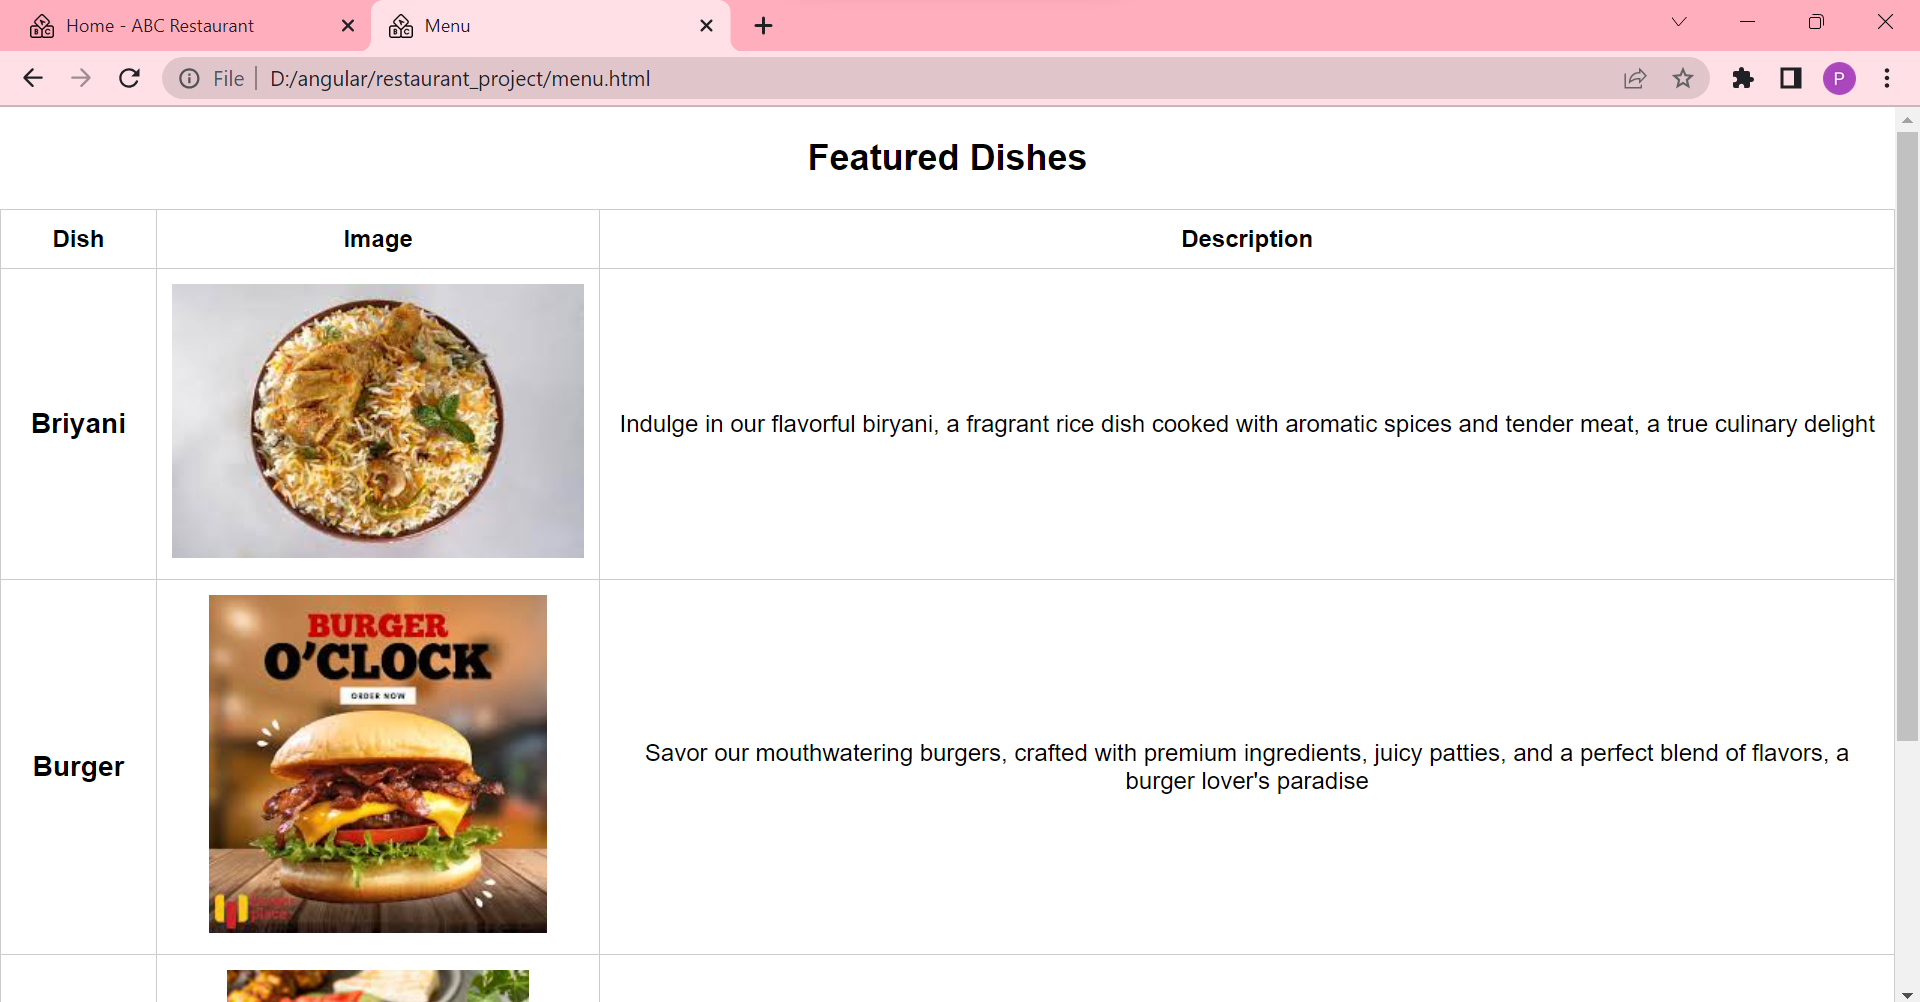 Home - ABC Restaurant
Menu
File
D:/angular/restaurant_project/menu.html
P
Featured Dishes
Dish
Image
Description
Briyani
Indulge in our flavorful biryani, a fragrant rice dish cooked with aromatic spices and tender meat, a true culinary delight
BURGER
O'CLOCK
ORDER NOW
Burger
Savor our mouthwatering burgers, crafted with premium ingredients, juicy patties, and a perfect blend of flavors, a
burger lover's paradise
place